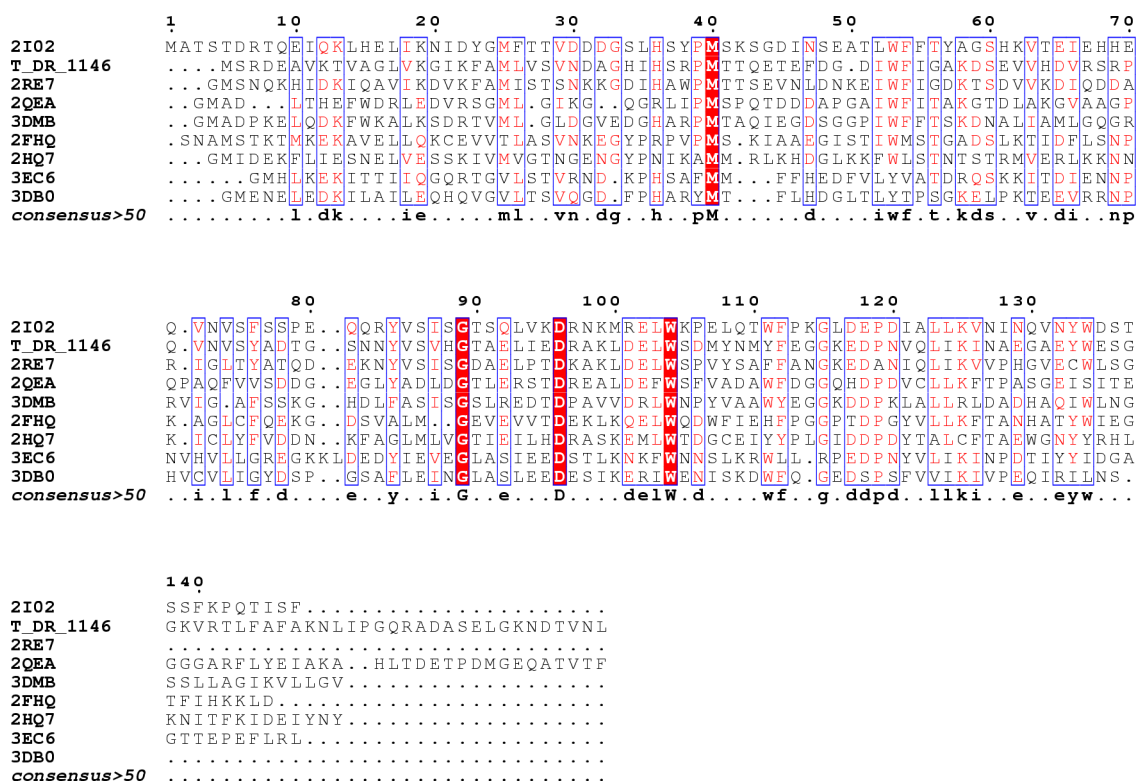 1 10 20 30 40 50 60 70
2I02 MATSTDRTQEIQKLHELIKNIDYGMFTTVDDDGSLHSYPMSKSGDINSEATLWFFTYAGSHKVTEIEHHE
T_DR_1146 ....MSRDEAVKTVAGLVKGIKFAMLVSVNDAGHIHSRPMTTQETEFDG.DIWFIGAKDSEVVHDVRSRP
2RE7 ...GMSNQKHIDKIQAVIKDVKFAMISTSNKKGDIHAWPMTTSEVNLDNKEIWFIGDKTSDVVKDIQDDA
2QEA ..GMAD...LTHEFWDRLEDVRSGML.GIKG..QGRLIPMSPQTDDDAPGAIWFITAKGTDLAKGVAAGP
3DMB ..GMADPKELQDKFWKALKSDRTVML.GLDGVEDGHARPMTAQIEGDSGGPIWFFTSKDNALIAMLGQGR
2FHQ .SNAMSTKTMKEKAVELLQKCEVVTLASVNKEGYPRPVPMS.KIAAEGISTIWMSTGADSLKTIDFLSNP
2HQ7 ...GMIDEKFLIESNELVESSKIVMVGTNGENGYPNIKAMM.RLKHDGLKKFWLSTNTSTRMVERLKKNN
3EC6 ......GMHLKEKITTIIQGQRTGVLSTVRND.KPHSAFMM...FFHEDFVLYVATDRQSKKITDIENNP
3DB0 ...GMENELEDKILAILEQHQVGVLTSVQGD.FPHARYMT...FLHDGLTLYTPSGKELPKTEEVRRNP
consensus>50 .........l.dk....ie....ml..vn.dg..h..pM......d....iwf.t.kds..v.di..np
80 90 100 110 120 130
2I02 Q.VNVSFSSPE..QQRYVSISGTSQLVKDRNKMRELWKPELQTWFPKGLDEPDIALLKVNINQVNYWDST
T_DR_1146 Q.VNVSYADTG..SNNYVSVHGTAELIEDRAKLDELWSDMYNMYFEGGKEDPNVQLIKINAEGAEYWESG
2RE7 R.IGLTYATQD..EKNYVSISGDAELPTDKAKLDELWSPVYSAFFANGKEDANIQLIKVVPHGVECWLSG
2QEA QPAQFVVSDDG..EGLYADLDGTLERSTDREALDEFWSFVADAWFDGGQHDPDVCLLKFTPASGEISITE
3DMB RVIG.AFSSKG..HDLFASISGSLREDTDPAVVDRLWNPYVAAWYEGGKDDPKLALLRLDADHAQIWLNG
2FHQ K.AGLCFQEKG..DSVALM..GEVEVVTDEKLKQELWQDWFIEHFPGGPTDPGYVLLKFTANHATYWIEG
2HQ7 K.ICLYFVDDN..KFAGLMLVGTIEILHDRASKEMLWTDGCEIYYPLGIDDPDYTALCFTAEWGNYYRHL
3EC6 NVHVLLGREGKKLDEDYIEVEGLASIEEDSTLKNKFWNNSLKRWLL.RPEDPNYVLIKINPDTIYYIDGA
3DB0 HVCVLIGYDSP..GSAFLEINGLASLEEDESIKERIWENISKDWFQ.GEDSPSFVVIKIVPEQIRILNS.
consensus>50 ..i.l.f.d....e..y..i.G..e...D....delW.d....wf..g.ddpd..llki..e..eyw...
140
2I02 SSFKPQTISF......................
T_DR_1146 GKVRTLFAFAKNLIPGQRADASELGKNDTVNL
2RE7 ................................
2QEA GGGARFLYEIAKA..HLTDETPDMGEQATVTF
3DMB SSLLAGIKVLLGV...................
2FHQ TFIHKKLD........................
2HQ7 KNITFKIDEIYNY...................
3EC6 GTTEPEFLRL......................
3DB0 ................................
consensus>50 ................................